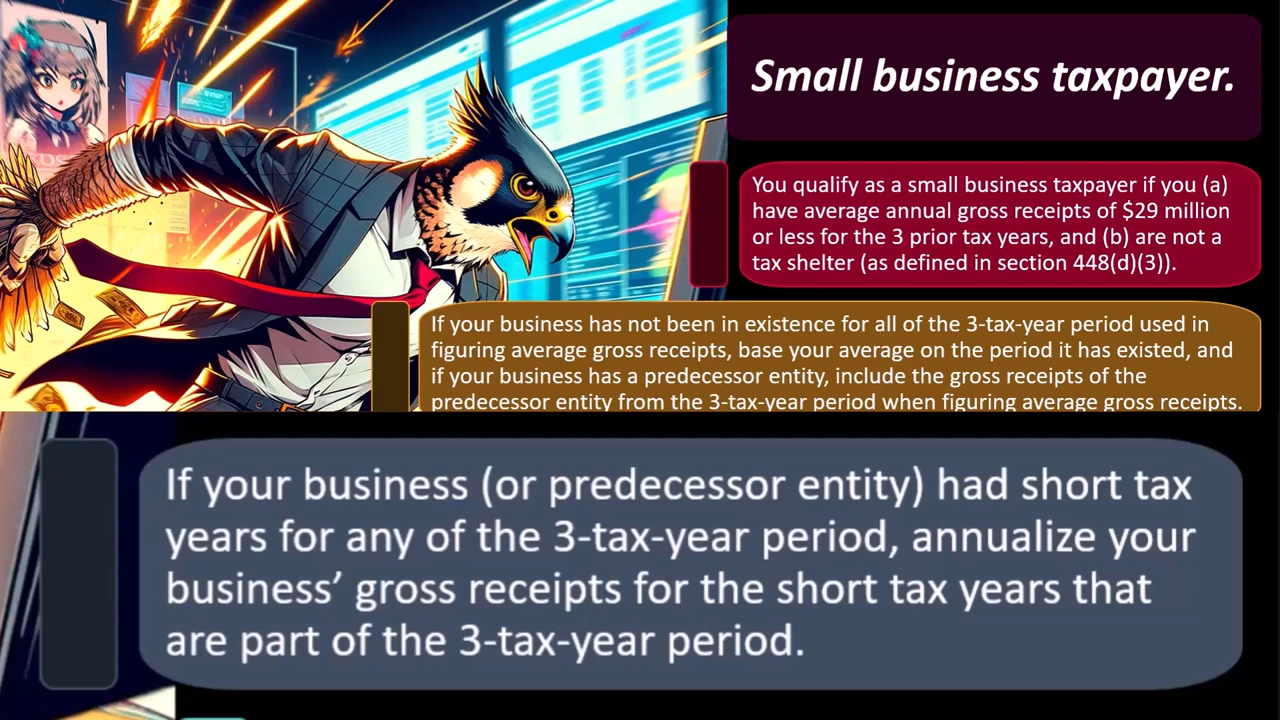 Small business taxpayer.
You qualify as a small business taxpayer if you (a)
have average annual gross receipts of $29 million
or less for the 3 prior tax years, and (b) are not a
tax shelter (as defined in section 448(d)(3)).
If your business has not been in existence for all of the 3-tax-year period used in
figuring average gross receipts, base your average on the period it has existed, and
if your business has a predecessor entity, include the gross receipts of the
predecessor entity from the 3-tax-year period when figuring average gross receipts.
If your business (or predecessor entity) had short tax
years for any of the 3-tax-year period, annualize your
business’ gross receipts for the short tax years that
are part of the 3-tax-year period.